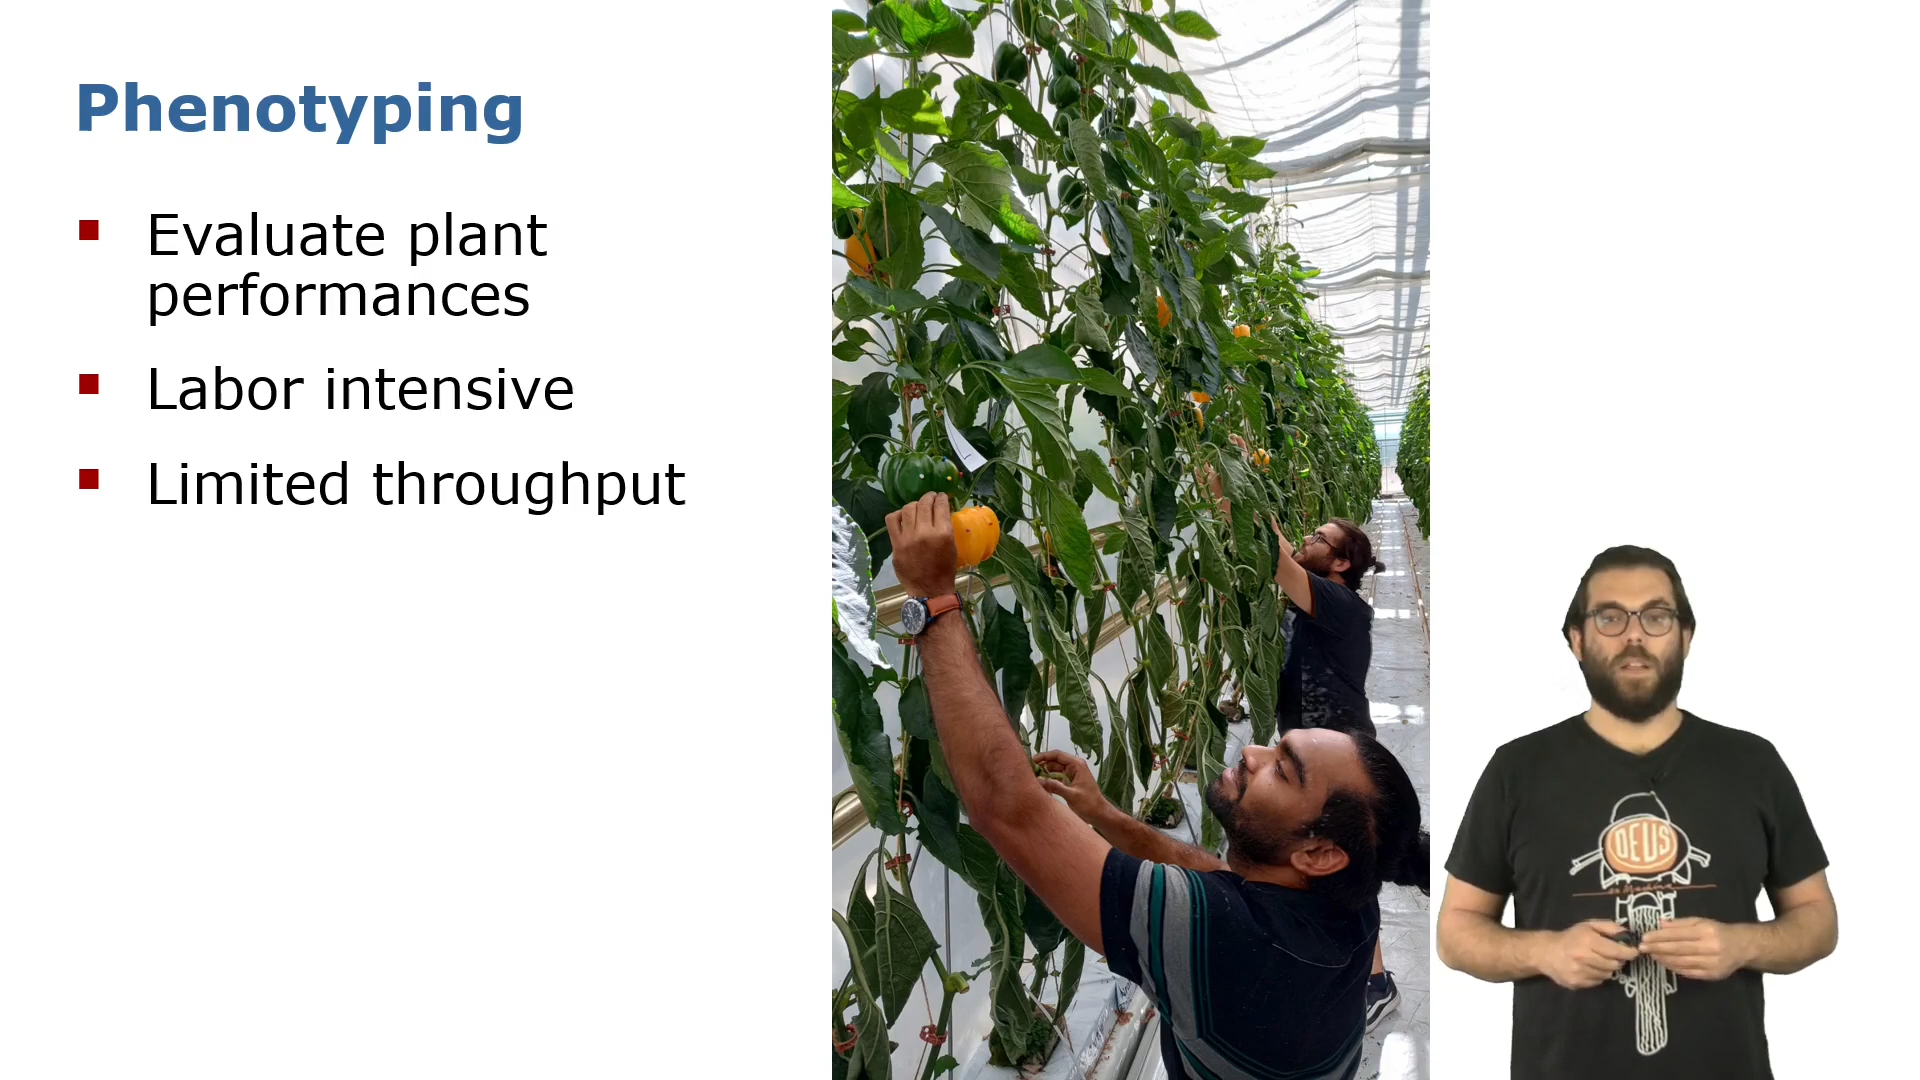 Phenotyping
Evaluate plant
performances
Labor intensive
Limited throughput
DEUS